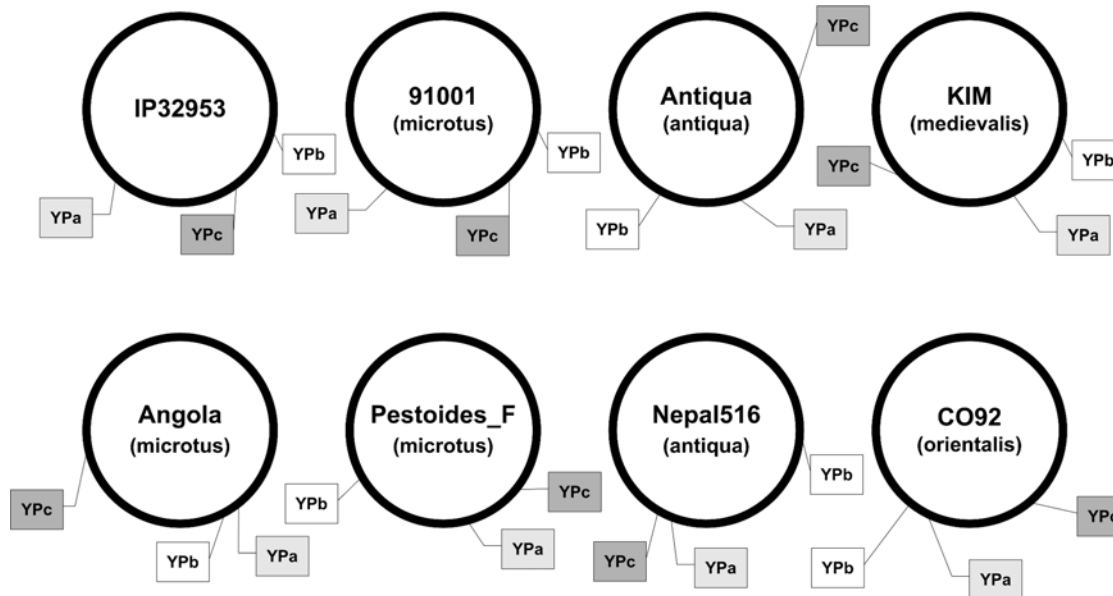 IP32953
YPb
YPa
YPc
91001
(microtus)
YPb
YPa
YPc
Antiqua
(antiqua)
YPc
YPb
YPa
KIM
(medievalis)
YPc
YPb
YPa
Angola
(microtus)
YPc
YPb
YPa
Pestoides_F
(microtus)
YPb
YPc
YPa
Nepal516
(antiqua)
YPb
YPc
YPa
CO92
(orientalis)
YPc
YPb
YPa